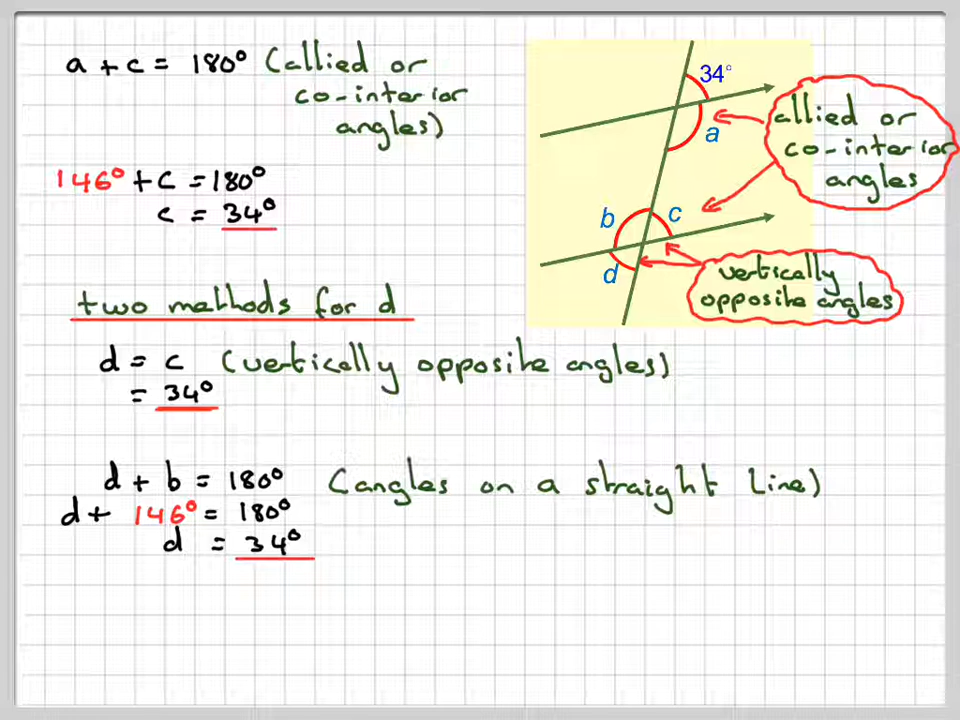 a + c = 180° (allied or
co-interior
angles)
146° + c = 180°
c = 34°
two methods for d
d = c (vertically opposite angles)
= 34°
d + b = 180° (angles on a straight line)
d + 146° = 180°
d = 34°
34°
a
b
c
d
allied or
co-interior
angles
vertically
opposite angles